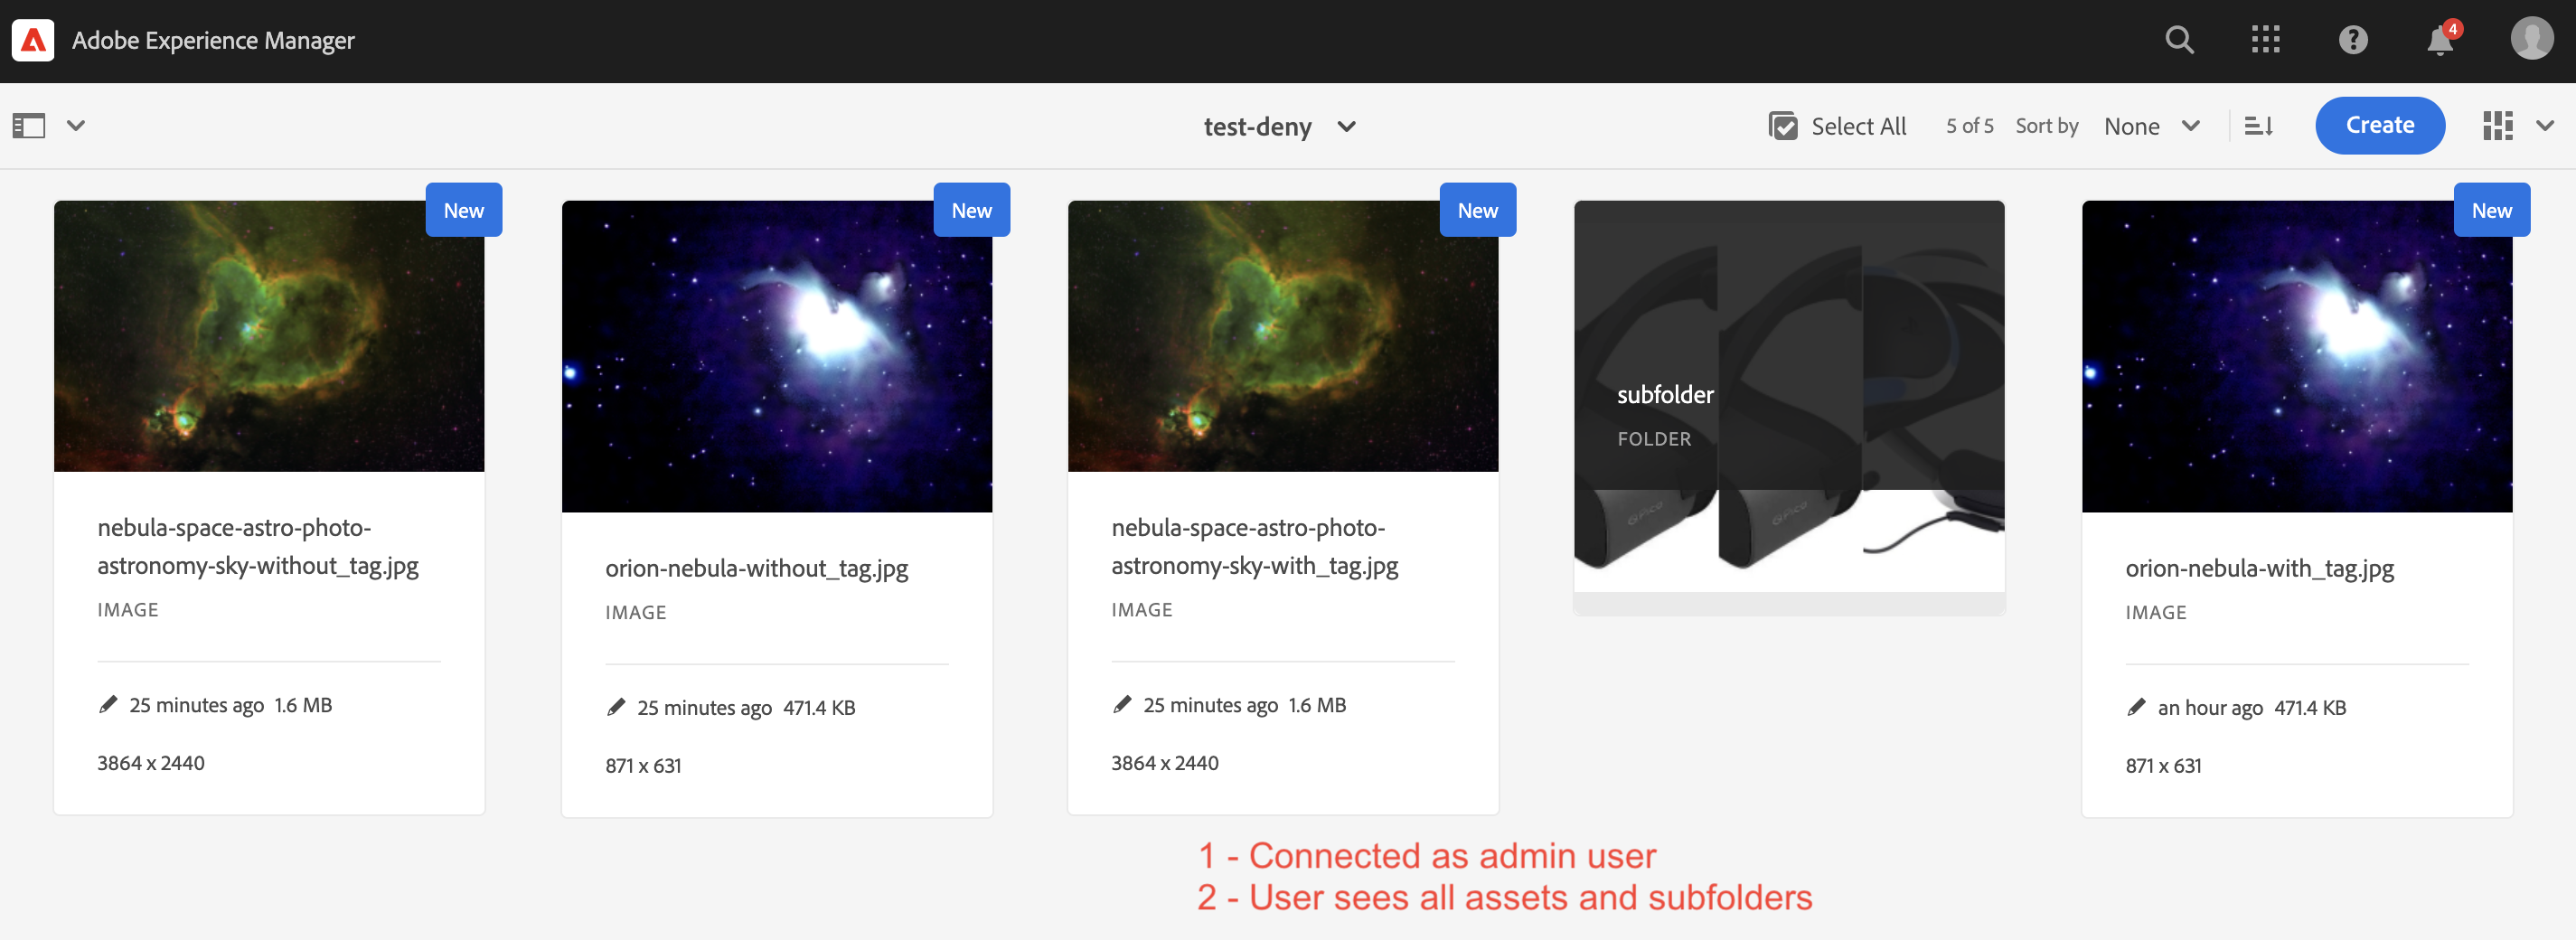 Adobe Experience Manager
4
test-deny
Select All
5 of 5
Sort by
None
Create
New
New
New
New
nebula-space-astro-photo-
astronomy-sky-without_tag.jpg
IMAGE
25 minutes ago 1.6 MB
3864 x 2440
orion-nebula-without_tag.jpg
IMAGE
25 minutes ago 471.4 KB
871 x 631
nebula-space-astro-photo-
astronomy-sky-with_tag.jpg
IMAGE
25 minutes ago 1.6 MB
3864 x 2440
subfolder
FOLDER
Pico
Pico
orion-nebula-with_tag.jpg
IMAGE
an hour ago 471.4 KB
871 x 631
1 - Connected as admin user
2 - User sees all assets and subfolders